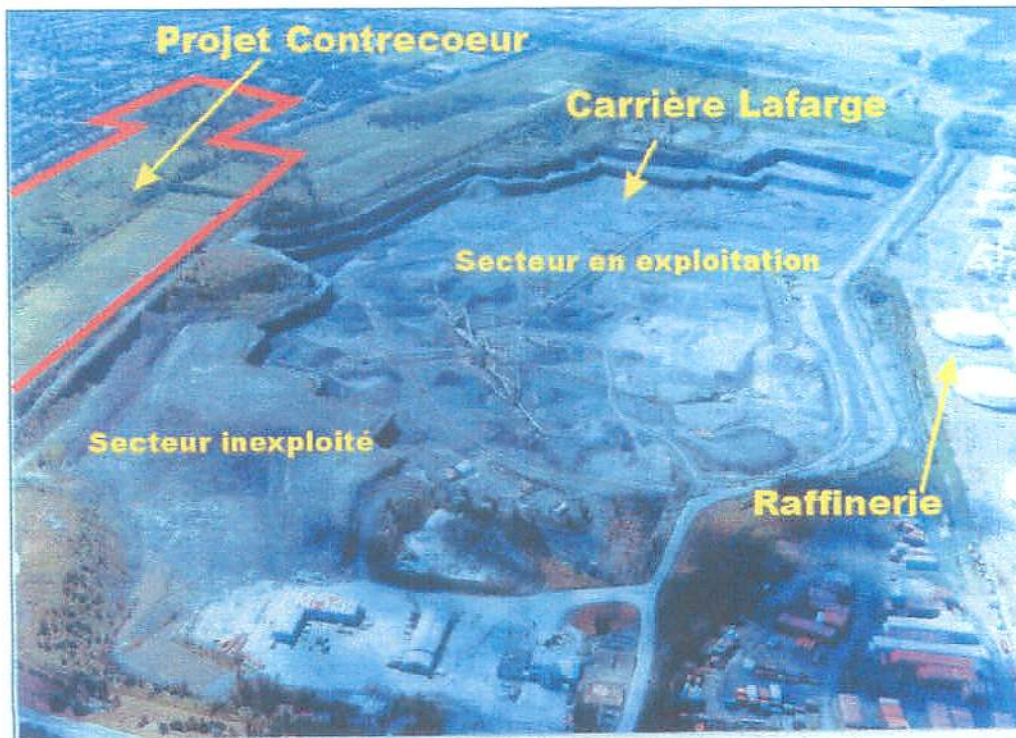 Projet Contrecoeur
Carrière Lafarge
Secteur en exploitation
Secteur inexploité
Raffinerie